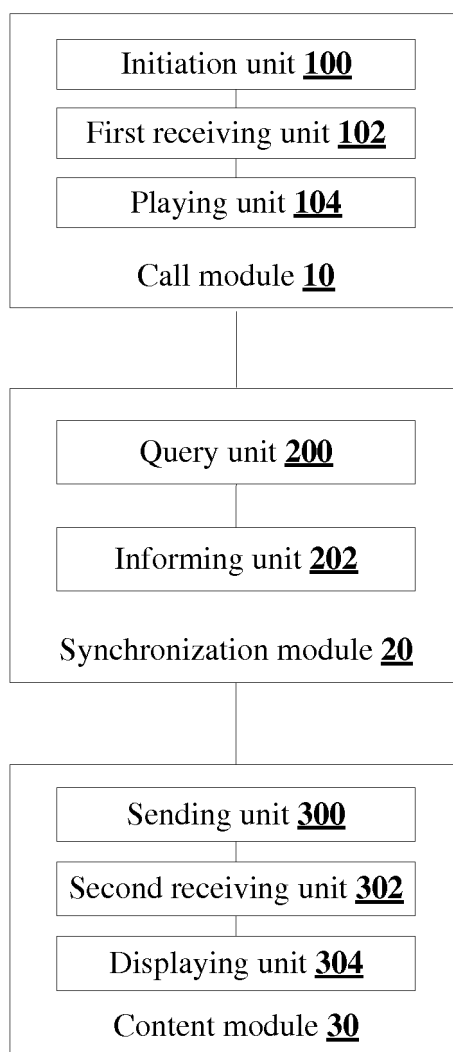 Initiation unit 100
First receiving unit 102
Playing unit 104
Call module 10
Query unit 200
Informing unit 202
Synchronization module 20
Sending unit 300
Second receiving unit 302
Displaying unit 304
Content module 30